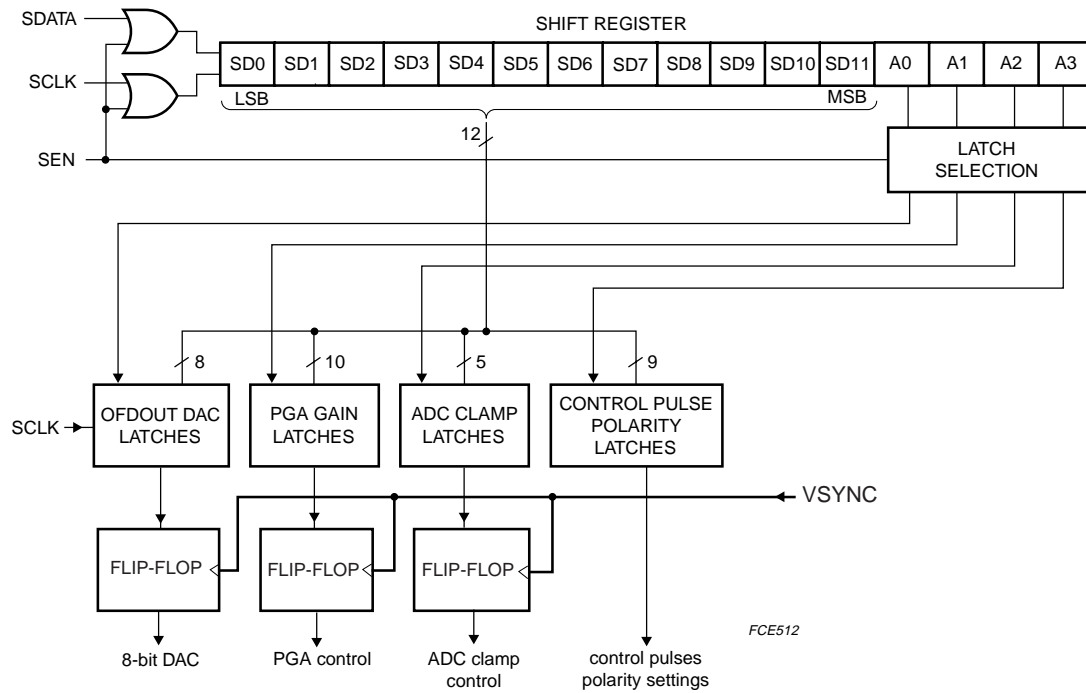 SHIFT REGISTER
SDATA
SCLK
SEN
SD0 SD1 SD2 SD3 SD4 SD5 SD6 SD7 SD8 SD9 SD10 SD11 A0 A1 A2 A3
LSB MSB
12
LATCH
SELECTION
8 10 5 9
SCLK
OFDOUT DAC
LATCHES
PGA GAIN
LATCHES
ADC CLAMP
LATCHES
CONTROL PULSE
POLARITY
LATCHES
VSYNC
FLIP-FLOP FLIP-FLOP FLIP-FLOP
FCE512
8-bit DAC
PGA control
ADC clamp
control
control pulses
polarity settings